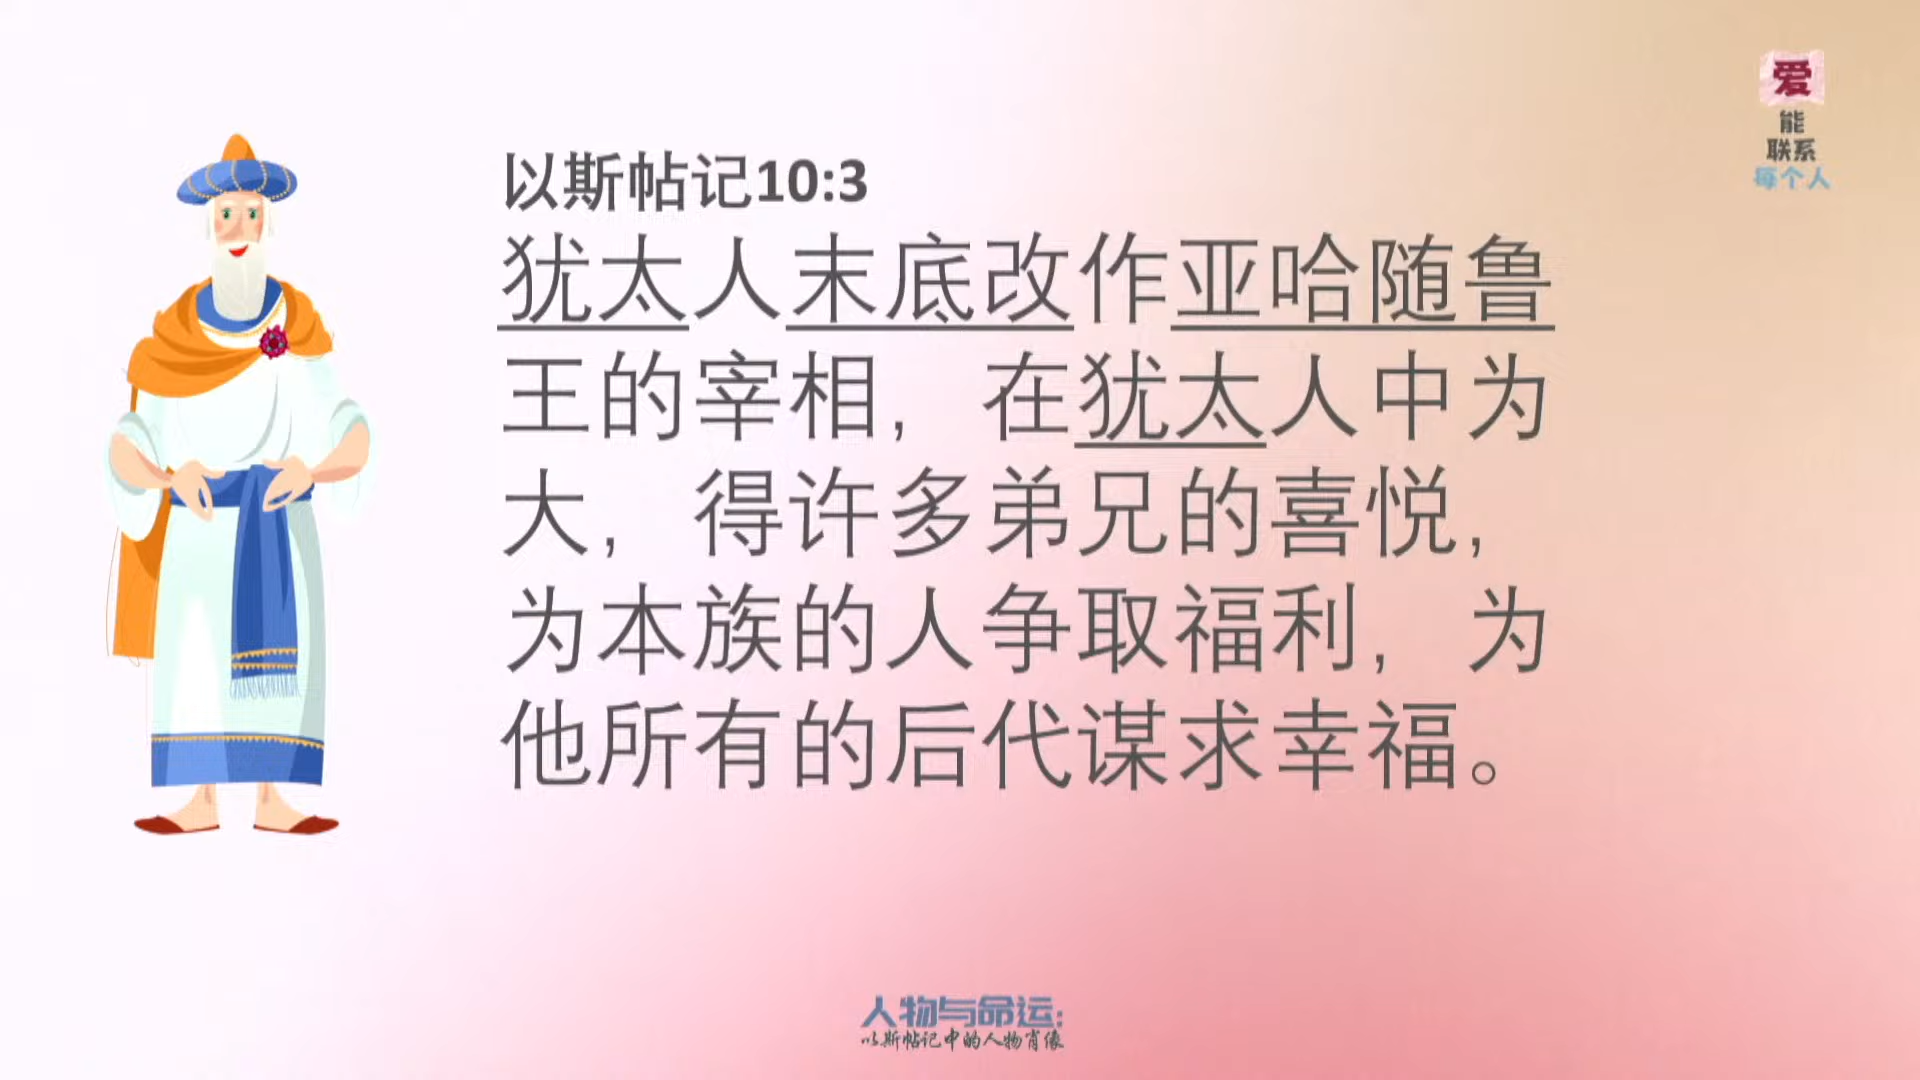 爱
能
联系
每个人
以斯帖记10:3
犹太人末底改作亚哈随鲁
王的宰相，在犹太人中为
大，得许多弟兄的喜悦，
为本族的人争取福利，为
他所有的后代谋求幸福。
人物与命运:
以斯帖记中的人物肖像